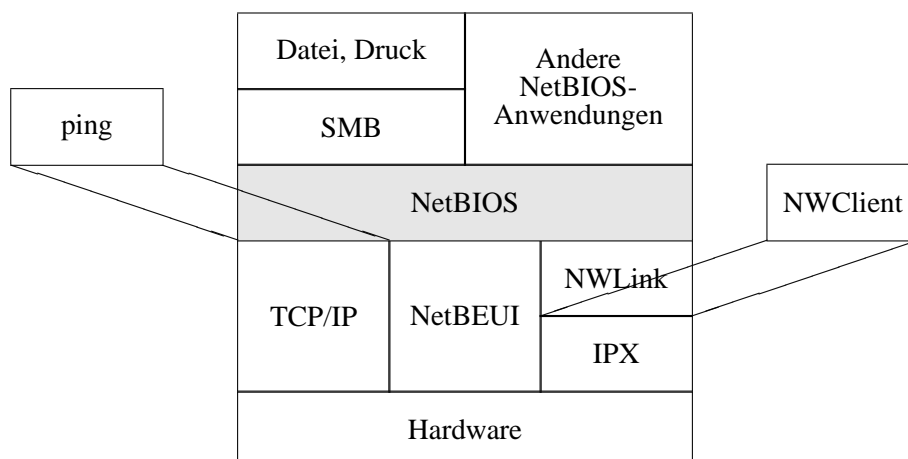 Datei, Druck
Andere
NetBIOS-
Anwendungen
ping
SMB
NetBIOS
NWClient
NWLink
TCP/IP
NetBEUI
IPX
Hardware